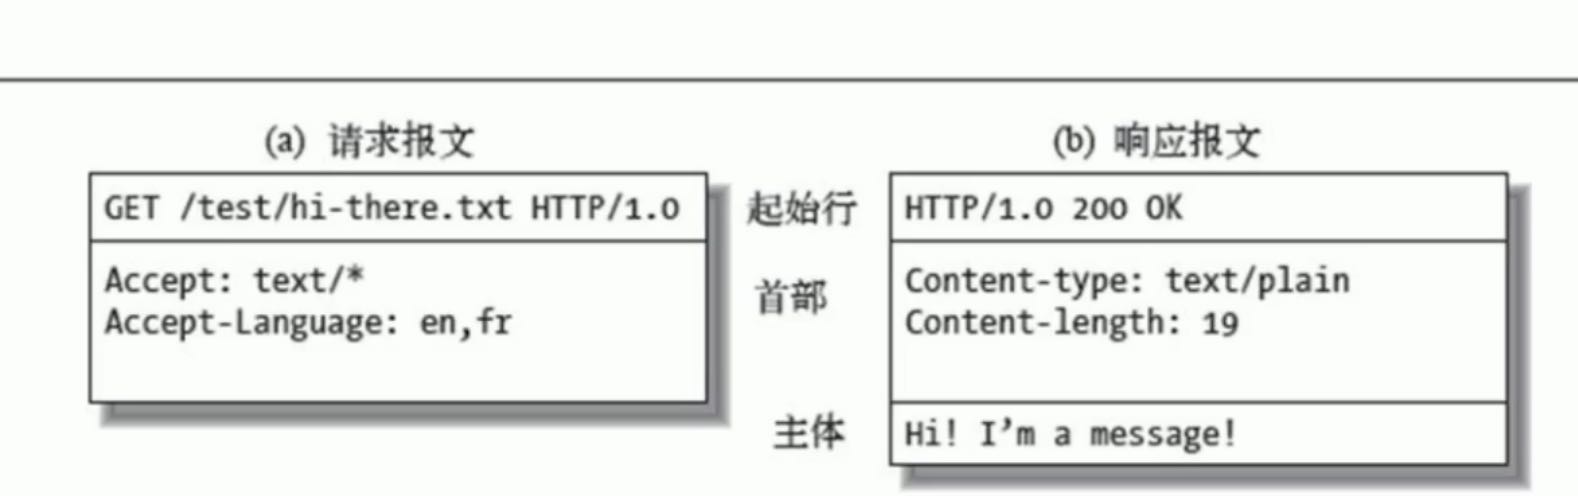 (a) 请求报文
GET /test/hi-there.txt HTTP/1.0
Accept: text/*
Accept-Language: en,fr
起始行
首部
主体
(b) 响应报文
HTTP/1.0 200 OK
Content-type: text/plain
Content-length: 19
Hi! I’m a message!